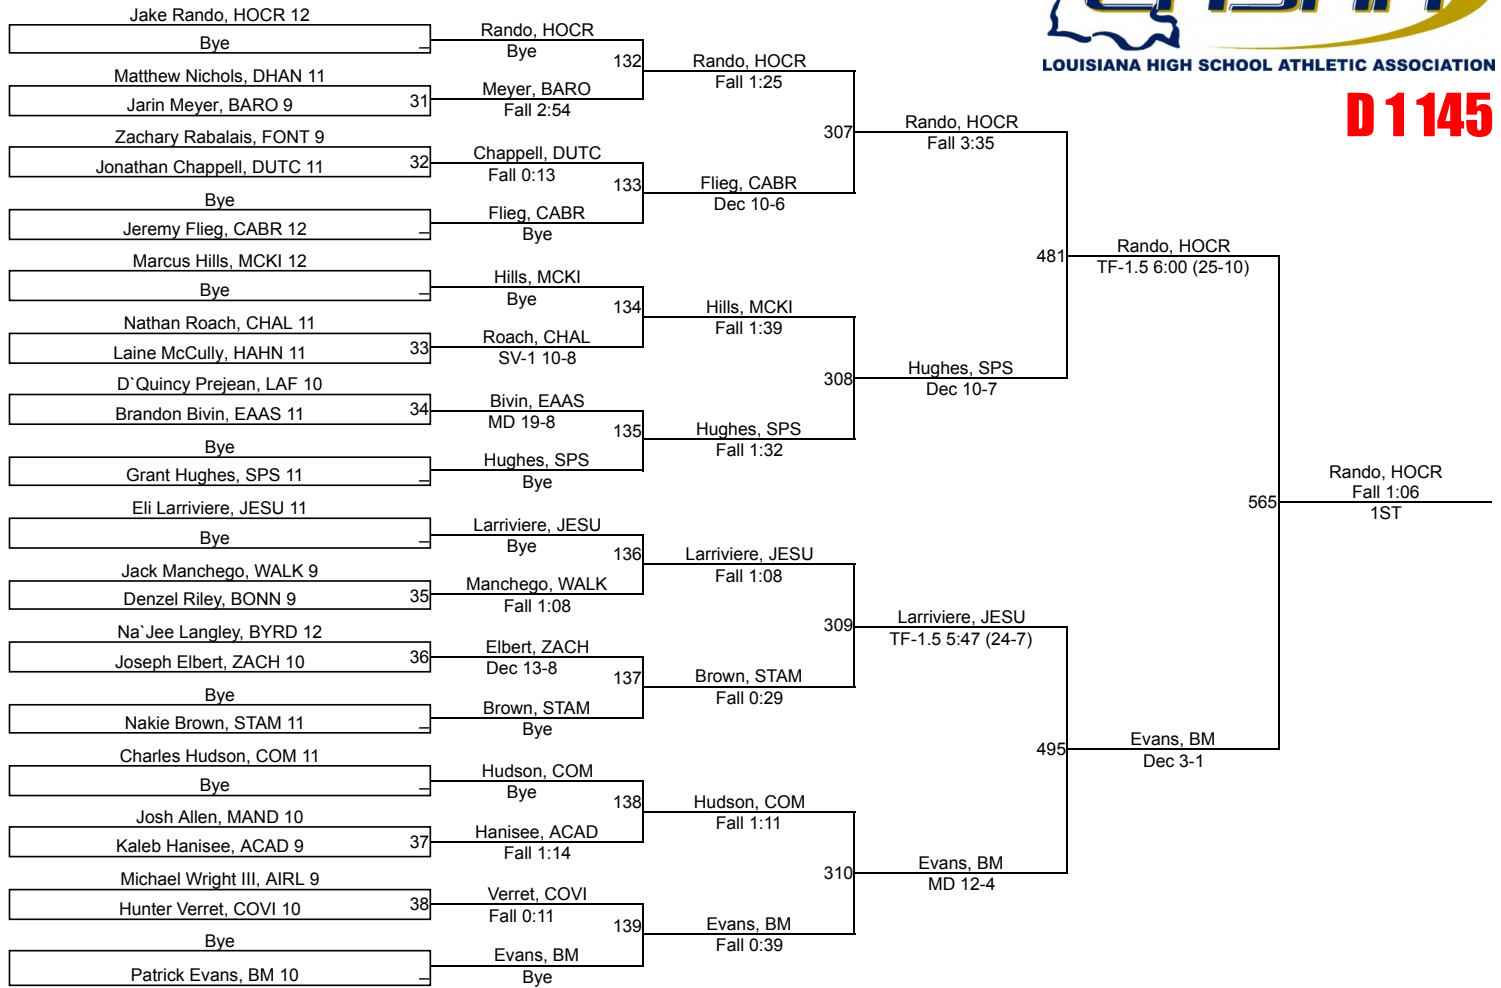 LHSAA
LOUISIANA HIGH SCHOOL ATHLETIC ASSOCIATION
D 1 145
Jake Rando, HOCR 12
Bye
_
Matthew Nichols, DHAN 11
Jarin Meyer, BARO 9
31
Zachary Rabalais, FONT 9
Jonathan Chappell, DUTC 11
32
Bye
Jeremy Flieg, CABR 12
_
Marcus Hills, MCKI 12
Bye
_
Nathan Roach, CHAL 11
Laine McCully, HAHN 11
33
D`Quincy Prejean, LAF 10
Brandon Bivin, EAAS 11
34
Bye
Grant Hughes, SPS 11
_
Eli Larriviere, JESU 11
Bye
_
Jack Manchego, WALK 9
Denzel Riley, BONN 9
35
Na`Jee Langley, BYRD 12
Joseph Elbert, ZACH 10
36
Bye
Nakie Brown, STAM 11
_
Charles Hudson, COM 11
Bye
_
Josh Allen, MAND 10
Kaleb Hanisee, ACAD 9
37
Michael Wright III, AIRL 9
Hunter Verret, COVI 10
38
Bye
Patrick Evans, BM 10
_
Rando, HOCR
Bye
132
Meyer, BARO
Fall 2:54
Chappell, DUTC
Fall 0:13
133
Flieg, CABR
Bye
Hills, MCKI
Bye
134
Roach, CHAL
SV-1 10-8
Bivin, EAAS
MD 19-8
135
Hughes, SPS
Bye
Larriviere, JESU
Bye
136
Manchego, WALK
Fall 1:08
Elbert, ZACH
Dec 13-8
137
Brown, STAM
Bye
Hudson, COM
Bye
138
Hanisee, ACAD
Fall 1:14
Verret, COVI
Fall 0:11
139
Evans, BM
Bye
Rando, HOCR
Fall 1:25
307
Flieg, CABR
Dec 10-6
Hills, MCKI
Fall 1:39
308
Hughes, SPS
Fall 1:32
Larriviere, JESU
Fall 1:08
309
Brown, STAM
Fall 0:29
Hudson, COM
Fall 1:11
310
Evans, BM
Fall 0:39
Rando, HOCR
Fall 3:35
481
Hughes, SPS
Dec 10-7
Larriviere, JESU
TF-1.5 5:47 (24-7)
495
Evans, BM
MD 12-4
Rando, HOCR
TF-1.5 6:00 (25-10)
565
Evans, BM
Dec 3-1
Rando, HOCR
Fall 1:06
1ST